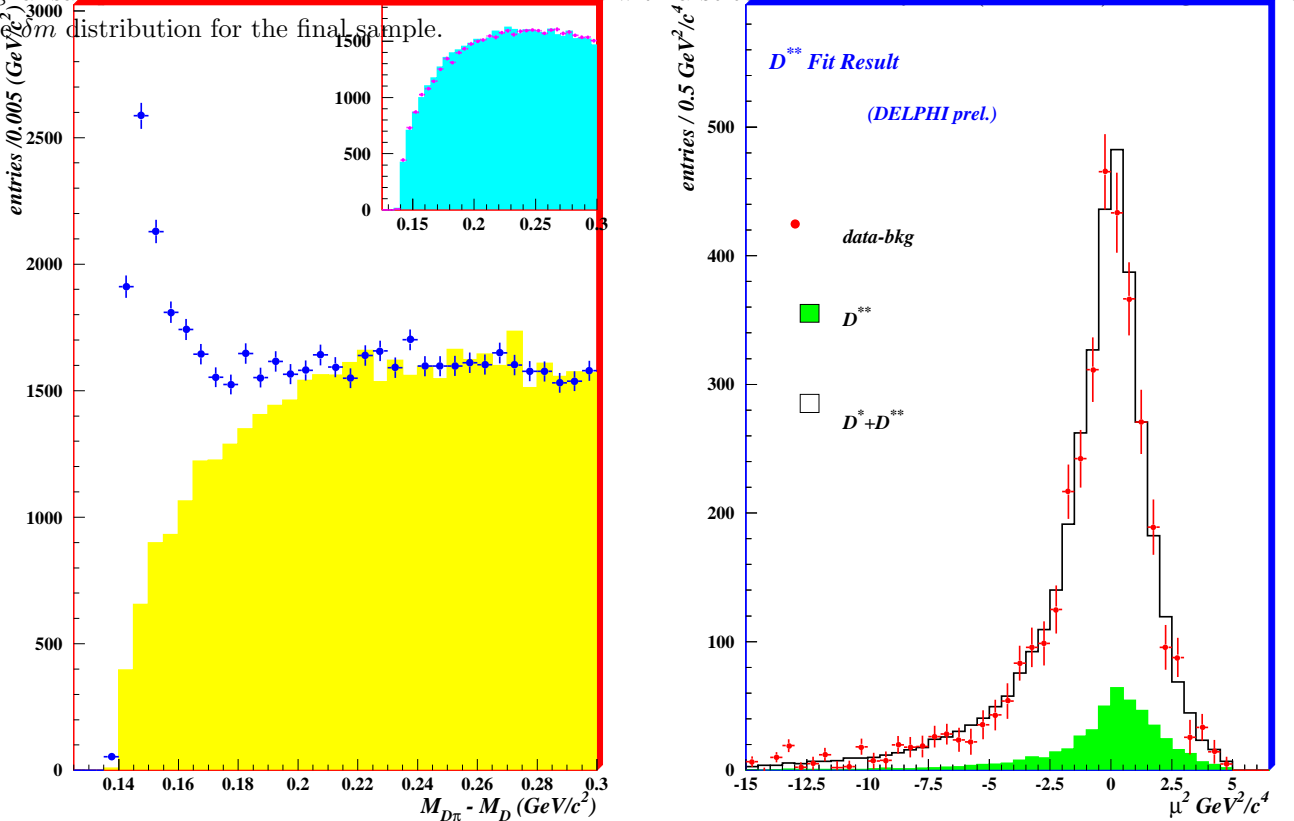 δm distribution for the final sample.
entries /0.005 (GeV/c²)
3000
2500
2000
1500
1000
500
0
0.14 0.16 0.18 0.2 0.22 0.24 0.26 0.28 0.3
M_Dπ - M_D (GeV/c²)
1500
1000
500
0
0.15 0.2 0.25 0.3
entries / 0.5 GeV²/c⁴
D** Fit Result
(DELPHI prel.)
data-bkg
D**
D*+D**
500
400
300
200
100
0
-15 -12.5 -10 -7.5 -5 -2.5 0 2.5 5
μ² GeV²/c⁴